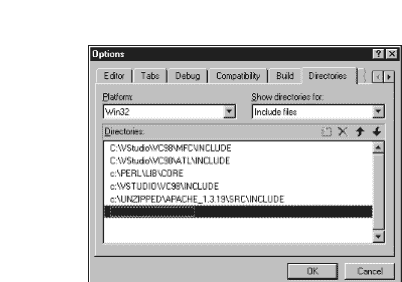 Options
Editor Tabs Debug Compatibility Build Directories
Platform: Show directories for:
Win32 Include files
Directories:
C:\VStudio\VC98\MFC\INCLUDE
C:\VStudio\VC98\ATL\INCLUDE
c:\PERL\LIB\CORE
c:\VSTUDIO\VC98\INCLUDE
c:\UNZIPPED\APACHE_1.3.19\SRC\INCLUDE
OK Cancel